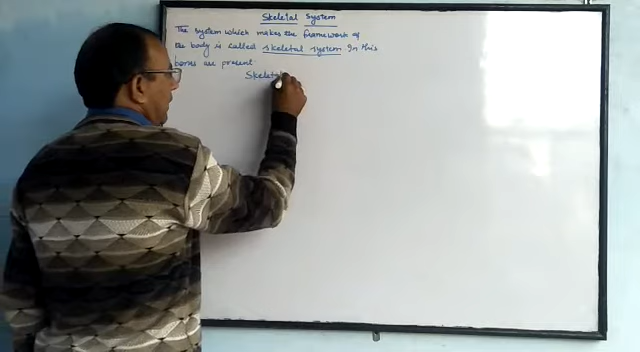 Skeletal System
The system which makes the framework of
the body is called skeletal system In this
bones are present.
Skeletal